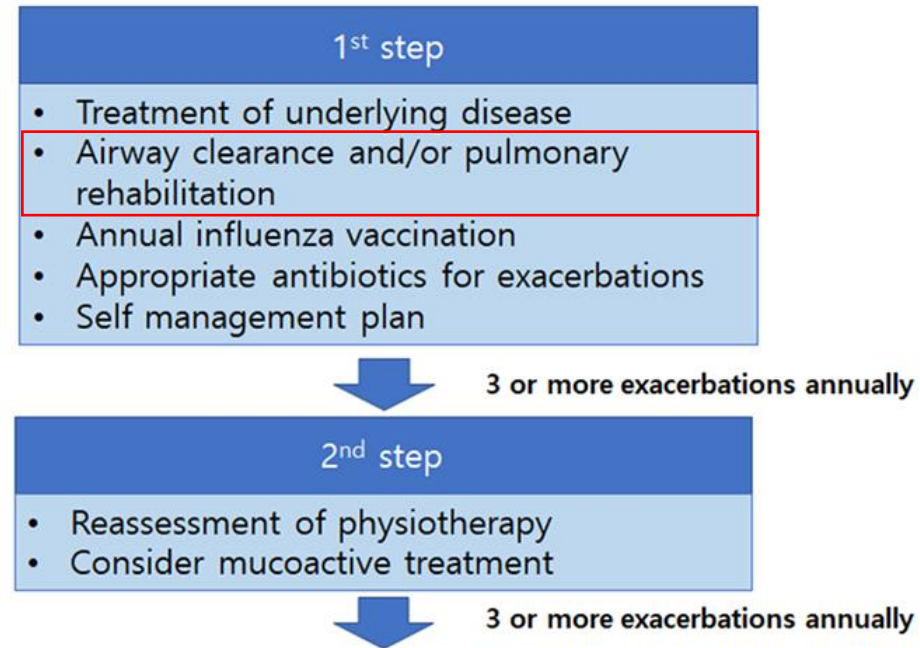 1st step
• Treatment of underlying disease
• Airway clearance and/or pulmonary
rehabilitation
• Annual influenza vaccination
• Appropriate antibiotics for exacerbations
• Self management plan
3 or more exacerbations annually
2nd step
• Reassessment of physiotherapy
• Consider mucoactive treatment
3 or more exacerbations annually